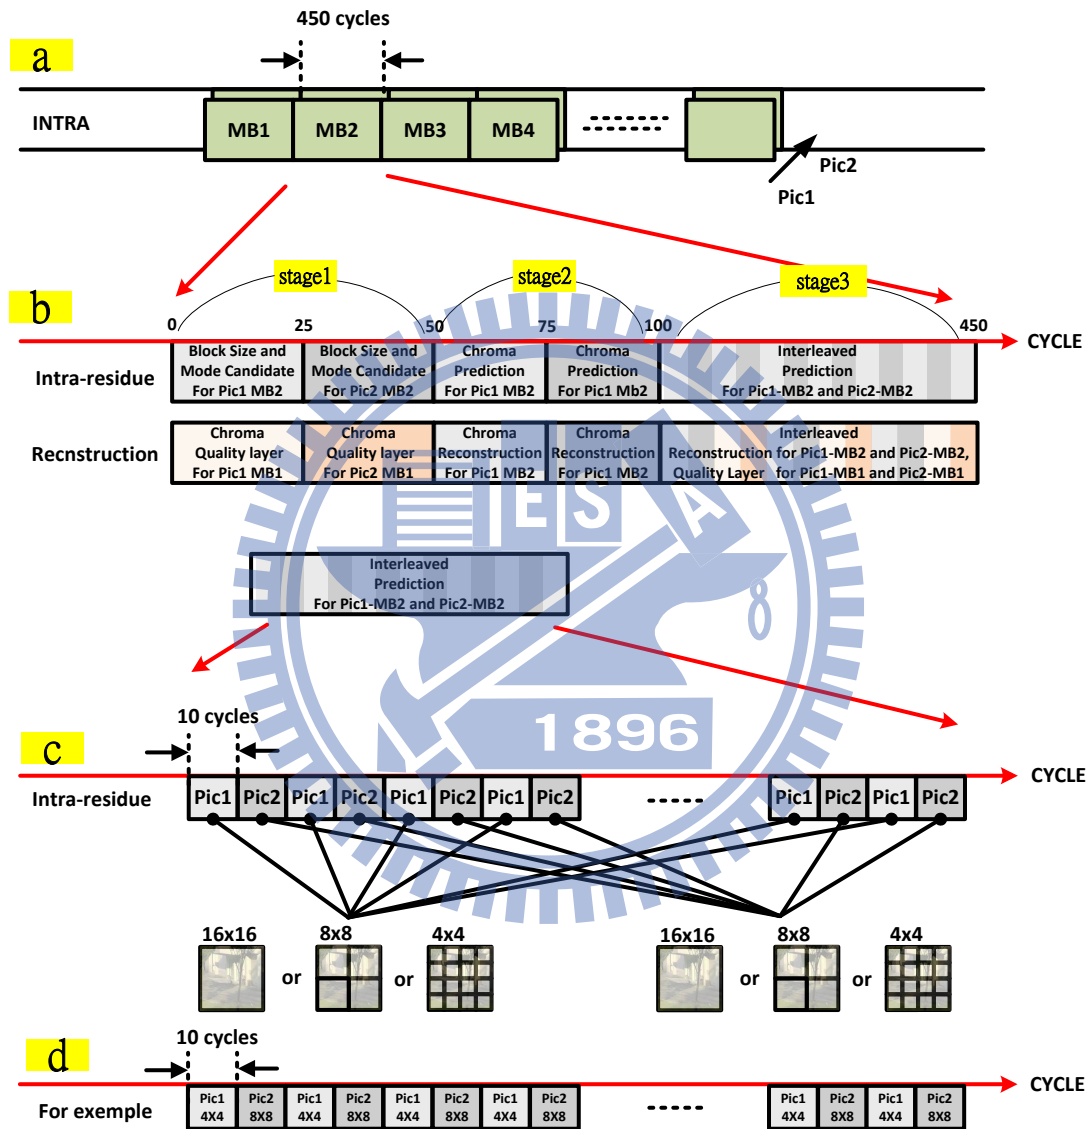 450 cycles
a
INTRA
MB1
MB2
MB3
MB4
Pic2
Pic1
stage1
stage2
stage3
b
0
25
50
75
100
450
CYCLE
Intra-residue
Block Size and
Mode Candidate
For Pic1 MB2
Block Size and
Mode Candidate
For Pic2 MB2
Chroma
Prediction
For Pic1 MB2
Chroma
Prediction
For Pic1 Mb2
Interleaved
Prediction
For Pic1-MB2 and Pic2-MB2
Recnstruction
Chroma
Quality layer
For Pic1 MB1
Chroma
Quality layer
For Pic2 MB1
Chroma
Reconstruction
For Pic1 MB2
Chroma
Reconstruction
For Pic1 MB2
Interleaved
Reconstruction for Pic1-MB2 and Pic2-MB2,
Quality Layer for Pic1-MB1 and Pic2-MB1
E S A
Interleaved
Prediction
For Pic1-MB2 and Pic2-MB2
8
1896
10 cycles
c
CYCLE
Intra-residue
Pic1 Pic2 Pic1 Pic2 Pic1 Pic2 Pic1 Pic2
Pic1 Pic2 Pic1 Pic2
16x16
8x8
4x4
or
or
16x16
8x8
4x4
or
or
d
10 cycles
CYCLE
For exemple
Pic1 Pic2 Pic1 Pic2 Pic1 Pic2 Pic1 Pic2
4X4 8X8 4X4 8X8 4X4 8X8 4X4 8X8
Pic1 Pic2 Pic1 Pic2
4X4 8X8 4X4 8X8